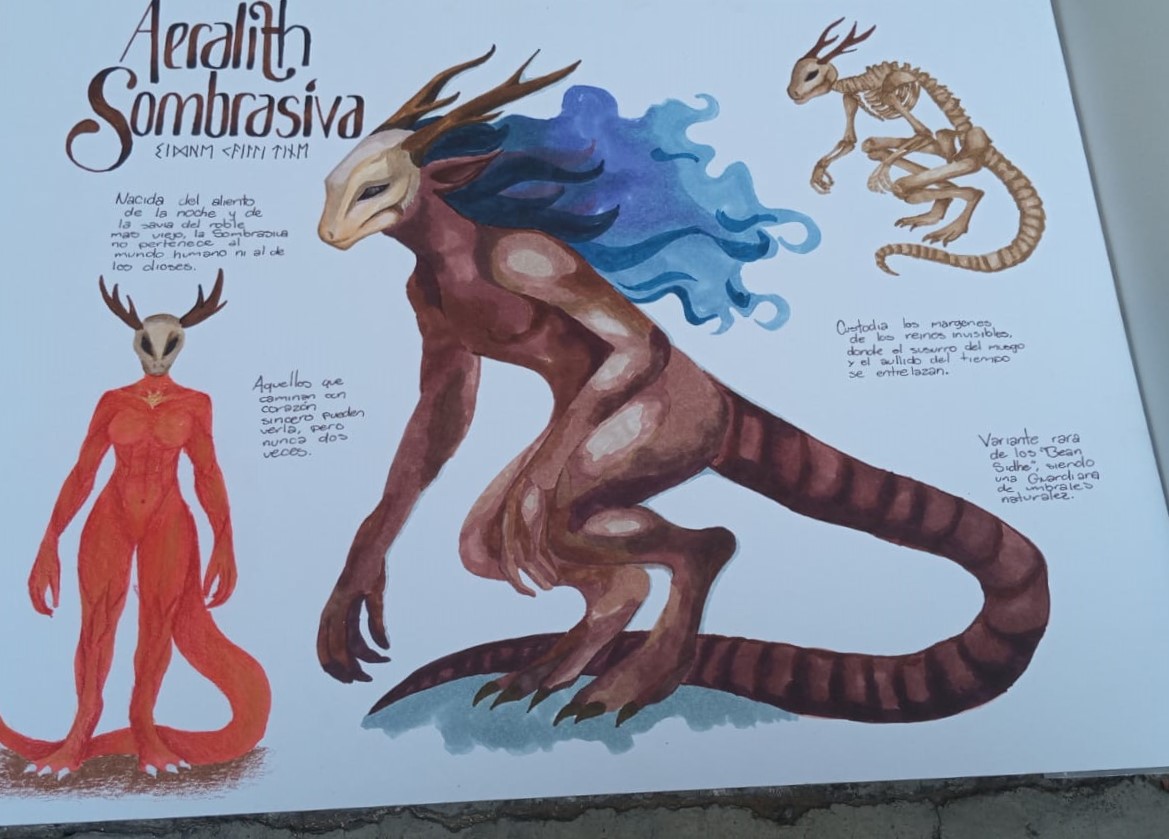 Aeralith
Sombrasiva
Nacida del aliento
de la noche y de
la savia del roble
mas viejo, la Sombrasiva
no pertenece al
mundo humano ni al de
los dioses.
Aquellos que
caminan con
corazón
sincero pueden
verla, pero
nunca dos
veces.
Custodia los margenes
de los reinos invisibles,
donde el susurro del musgo
y el aullido del tiempo
se entrelazan.
Variante rara
de los "Bean
Sidhe", siendo
una Guardiana
de umbrales
naturalez.